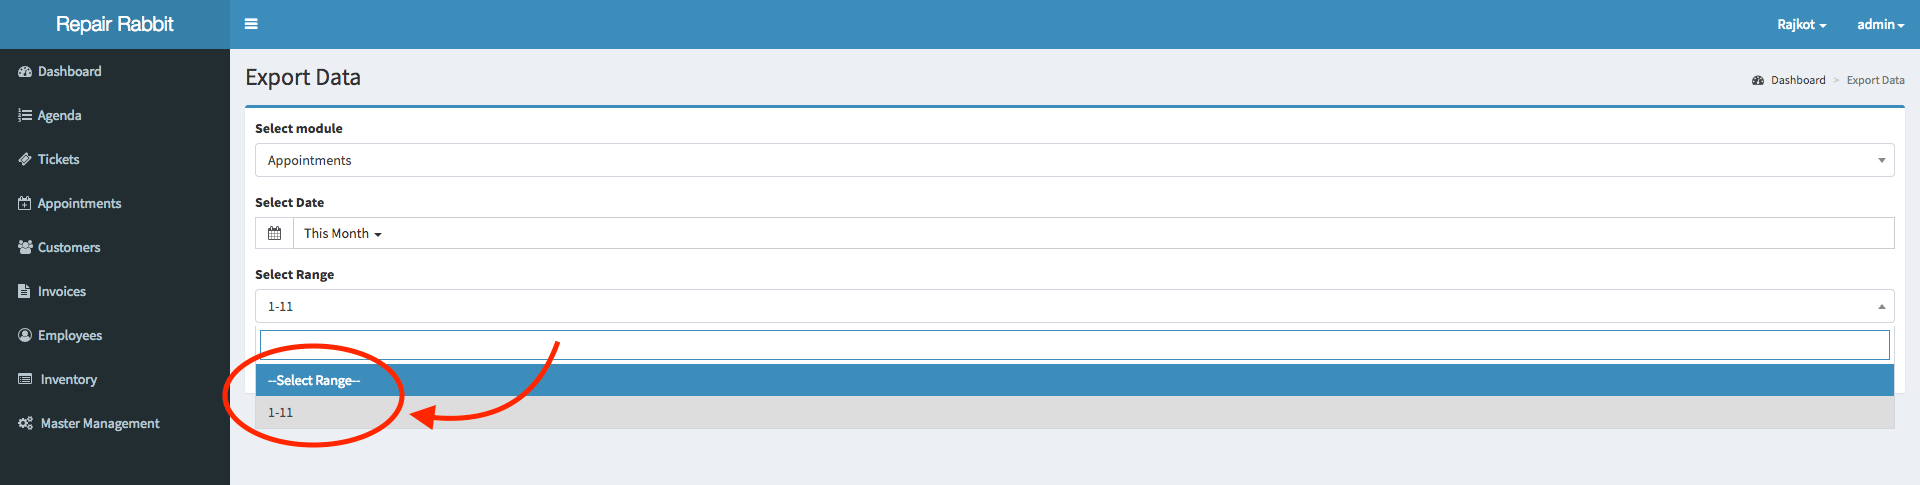 Repair Rabbit
Rajkot
admin
Dashboard
Agenda
Tickets
Appointments
Customers
Invoices
Employees
Inventory
Master Management
Export Data
Dashboard > Export Data
Select module
Appointments
Select Date
This Month
Select Range
1-11
--Select Range--
1-11